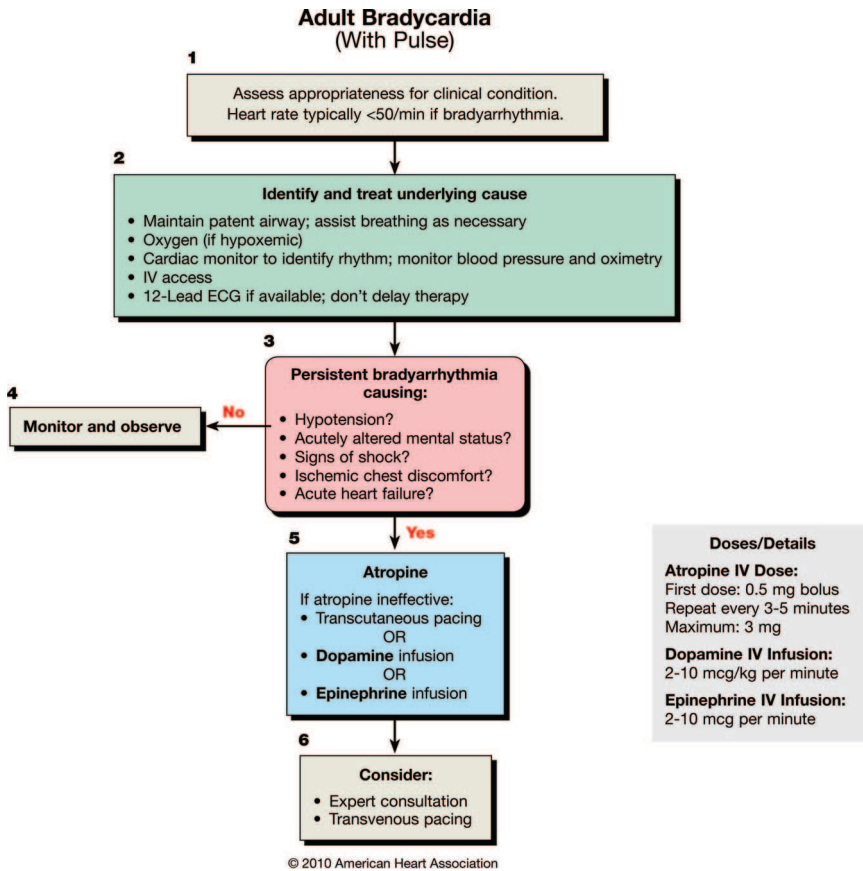 Adult Bradycardia
(With Pulse)
1
Assess appropriateness for clinical condition.
Heart rate typically <50/min if bradyarrhythmia.
2
Identify and treat underlying cause
• Maintain patent airway; assist breathing as necessary
• Oxygen (if hypoxemic)
• Cardiac monitor to identify rhythm; monitor blood pressure and oximetry
• IV access
• 12-Lead ECG if available; don't delay therapy
3
Persistent bradyarrhythmia
causing:
• Hypotension?
• Acutely altered mental status?
• Signs of shock?
• Ischemic chest discomfort?
• Acute heart failure?
No
4
Monitor and observe
Yes
5
Atropine
If atropine ineffective:
• Transcutaneous pacing
OR
• Dopamine infusion
OR
• Epinephrine infusion
6
Consider:
• Expert consultation
• Transvenous pacing
Doses/Details
Atropine IV Dose:
First dose: 0.5 mg bolus
Repeat every 3-5 minutes
Maximum: 3 mg
Dopamine IV Infusion:
2-10 mcg/kg per minute
Epinephrine IV Infusion:
2-10 mcg per minute
© 2010 American Heart Association